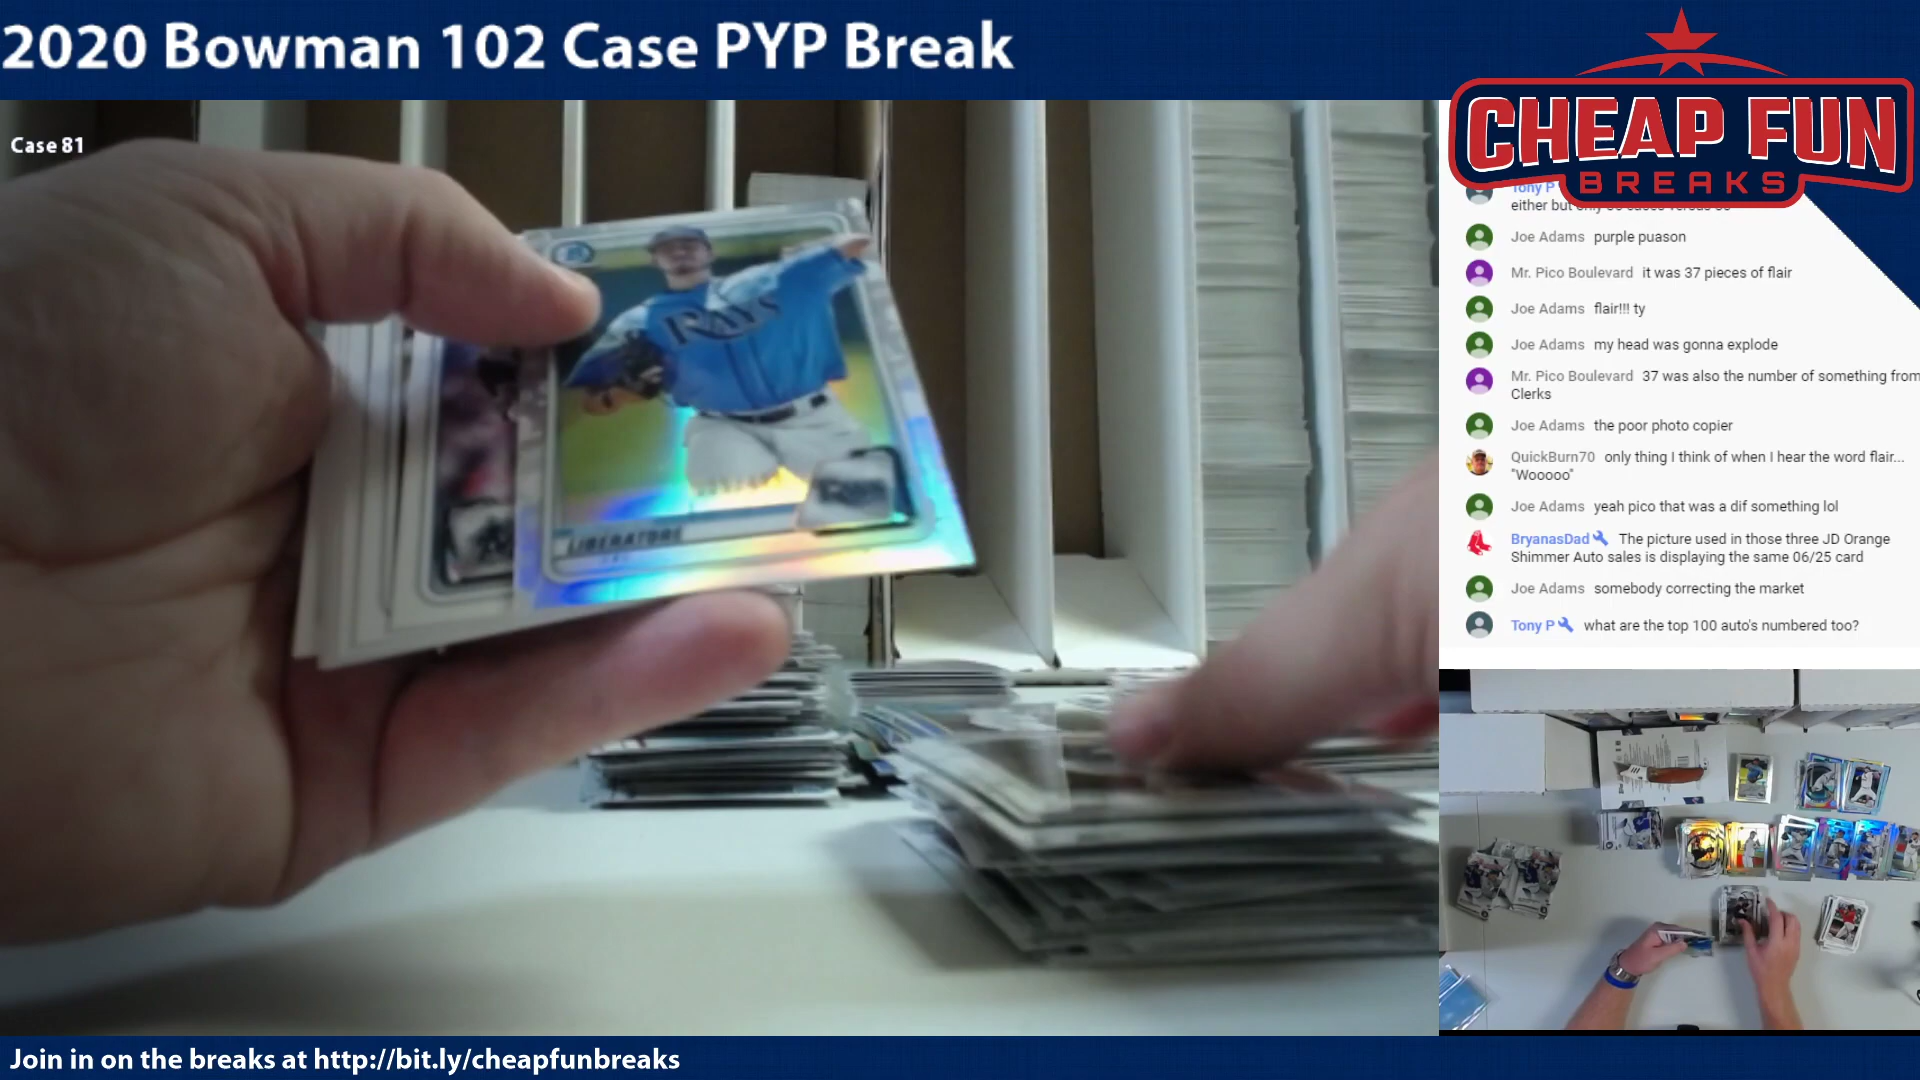 2020 Bowman 102 Case PYP Break
CHEAP FUN
BREAKS
Case 81
RAYS
LIBERATORE
Tony P
either but only
Joe Adams purple puason
Mr. Pico Boulevard it was 37 pieces of flair
Joe Adams flair!!! ty
Joe Adams my head was gonna explode
Mr. Pico Boulevard 37 was also the number of something from
Clerks
Joe Adams the poor photo copier
QuickBurn70 only thing I think of when I hear the word flair...
"Wooooo"
Joe Adams yeah pico that was a dif something lol
BryanasDad The picture used in those three JD Orange
Shimmer Auto sales is displaying the same 06/25 card
Joe Adams somebody correcting the market
Tony P what are the top 100 auto's numbered too?
Join in on the breaks at http://bit.ly/cheapfunbreaks